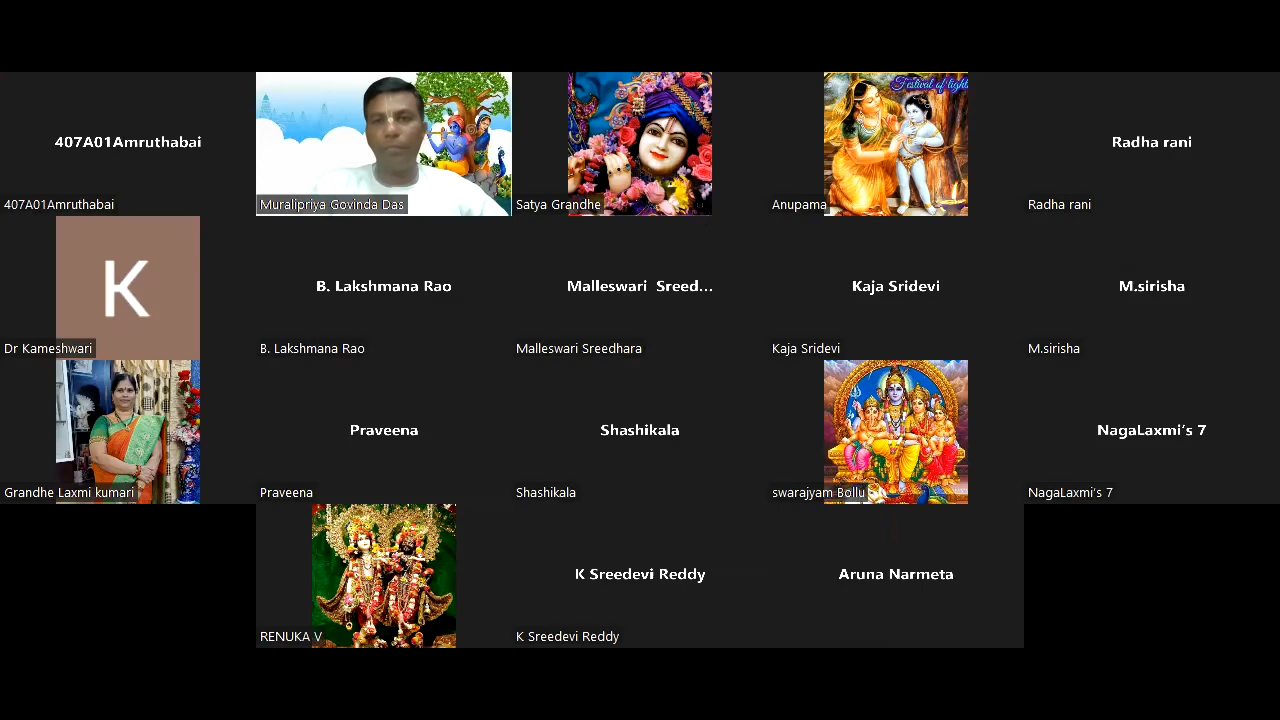 407A01Amruthabai
407A01Amruthabai
Muralipriya Govinda Das
Satya Grandhe
Festival of light
Anupama
Radha rani
Radha rani
K
Dr Kameshwari
B. Lakshmana Rao
B. Lakshmana Rao
Malleswari Sreed...
Malleswari Sreedhara
Kaja Sridevi
Kaja Sridevi
M.sirisha
M.sirisha
Grandhe Laxmi kumari
Praveena
Praveena
Shashikala
Shashikala
swarajyam Bollu
NagaLaxmi's 7
NagaLaxmi's 7
RENUKA V
K Sreedevi Reddy
K Sreedevi Reddy
Aruna Narmeta